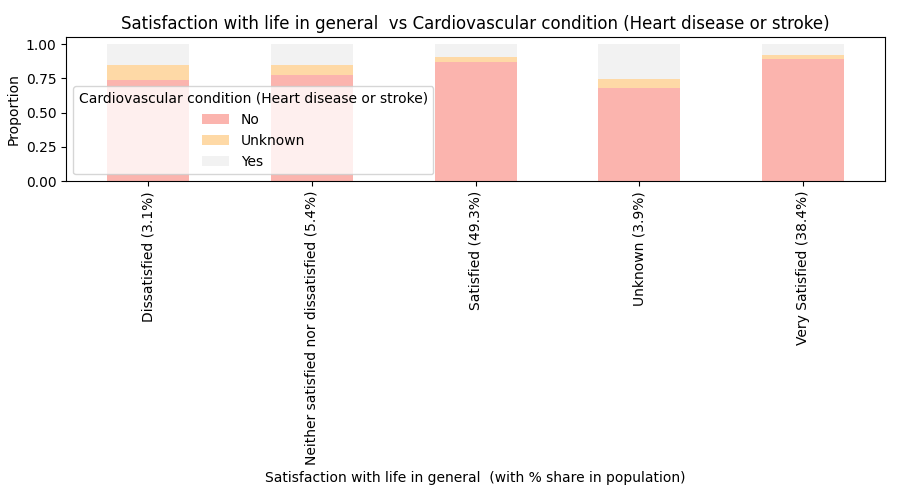 Satisfaction with life in general  vs Cardiovascular condition (Heart disease or stroke)
Proportion
1.00
0.75
0.50
0.25
0.00
Cardiovascular condition (Heart disease or stroke)
No
Unknown
Yes
Dissatisfied (3.1%)
Neither satisfied nor dissatisfied (5.4%)
Satisfied (49.3%)
Unknown (3.9%)
Very Satisfied (38.4%)
Satisfaction with life in general  (with % share in population)